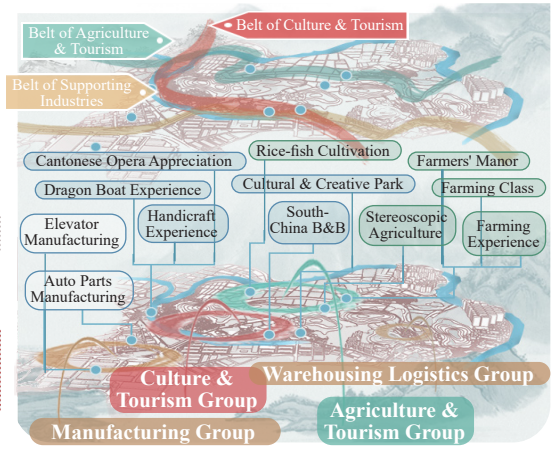 Belt of Culture & Tourism
Belt of Agriculture
& Tourism
Belt of Supporting
Industries
Rice-fish Cultivation
Cantonese Opera Appreciation
Farmers' Manor
Dragon Boat Experience
Cultural & Creative Park
Farming Class
Elevator
Manufacturing
Handicraft
Experience
South-
China B&B
Stereoscopic
Agriculture
Farming
Experience
Auto Parts
Manufacturing
Culture &
Tourism Group
Warehousing Logistics Group
Manufacturing Group
Agriculture &
Tourism Group